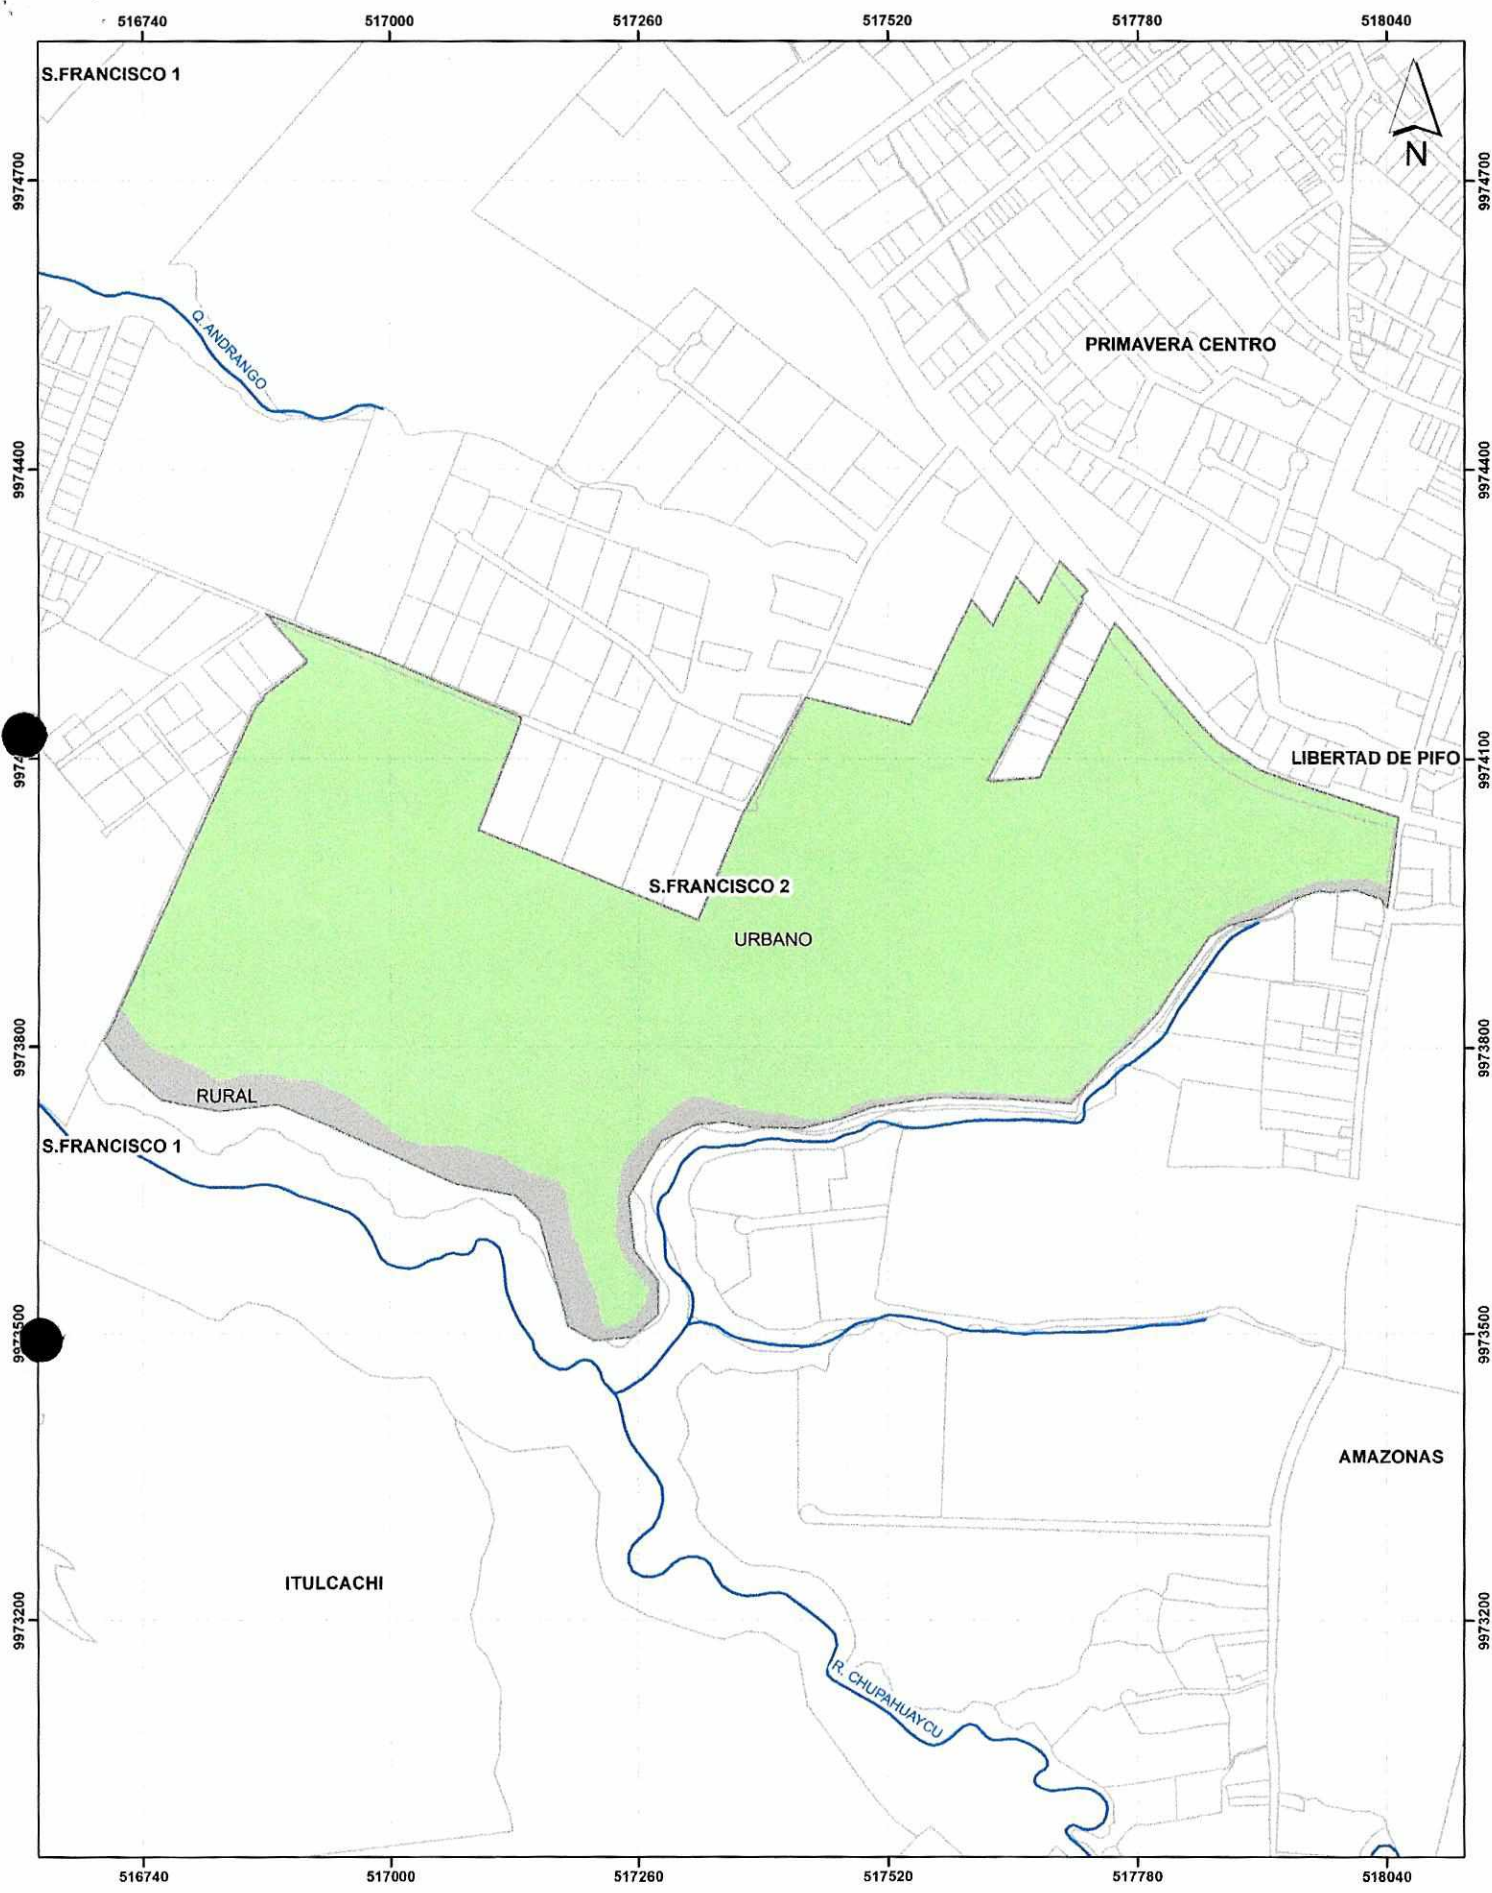 516740 517000 517260 517520 517780 518040
S.FRANCISCO 1
N
9974700 9974700
Q. ANDRANGO
PRIMAVERA CENTRO
9974400 9974400
LIBERTAD DE PIFO
9974100
S.FRANCISCO 2
URBANO
9973800 9973800
RURAL
S.FRANCISCO 1
9973500
AMAZONAS
ITULCACHI
9973200 9973200
R. CHUPAHUAYCU
516740 517000 517260 517520 517780 518040